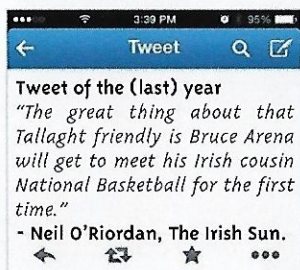 3:39 PM 95%
Tweet
Tweet of the (last) year
“The great thing about that
Tallaght friendly is Bruce Arena
will get to meet his Irish cousin
National Basketball for the first
time.”
- Neil O'Riordan, The Irish Sun.